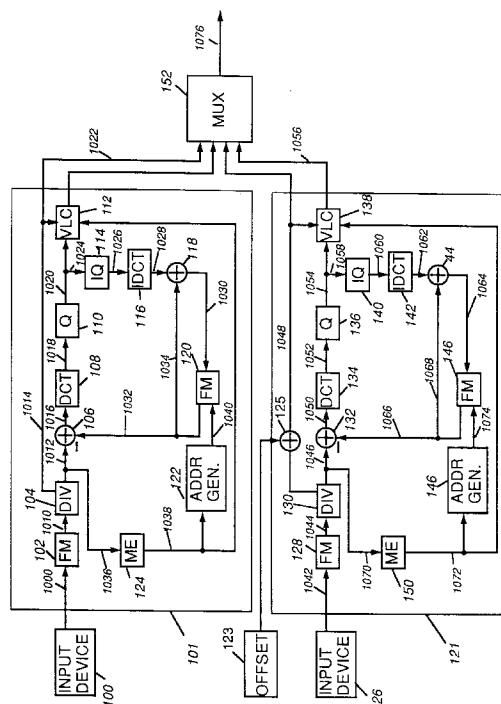 1076
152
MUX
1022
1056
101
1014
1020
VLC
112
1024
IQ
114
1026
IDCT
116
1028
18
1030
Q
110
1018
DCT
108
1016
106
1012
1034
1032
120
FM
1040
122
ADDR
GEN.
104
DIV
1010
102
FM
1000
1036
ME
124
1038
INPUT
DEVICE
100
1048
125
OFFSET
123
121
VLC
138
1054
1058
IQ
140
1060
IDCT
142
1062
44
1064
Q
136
1052
DCT
134
1050
132
1046
1068
1066
146
FM
1074
ADDR
GEN.
146
130
DIV
1044
128
FM
1042
1070
ME
150
1072
INPUT
DEVICE
26